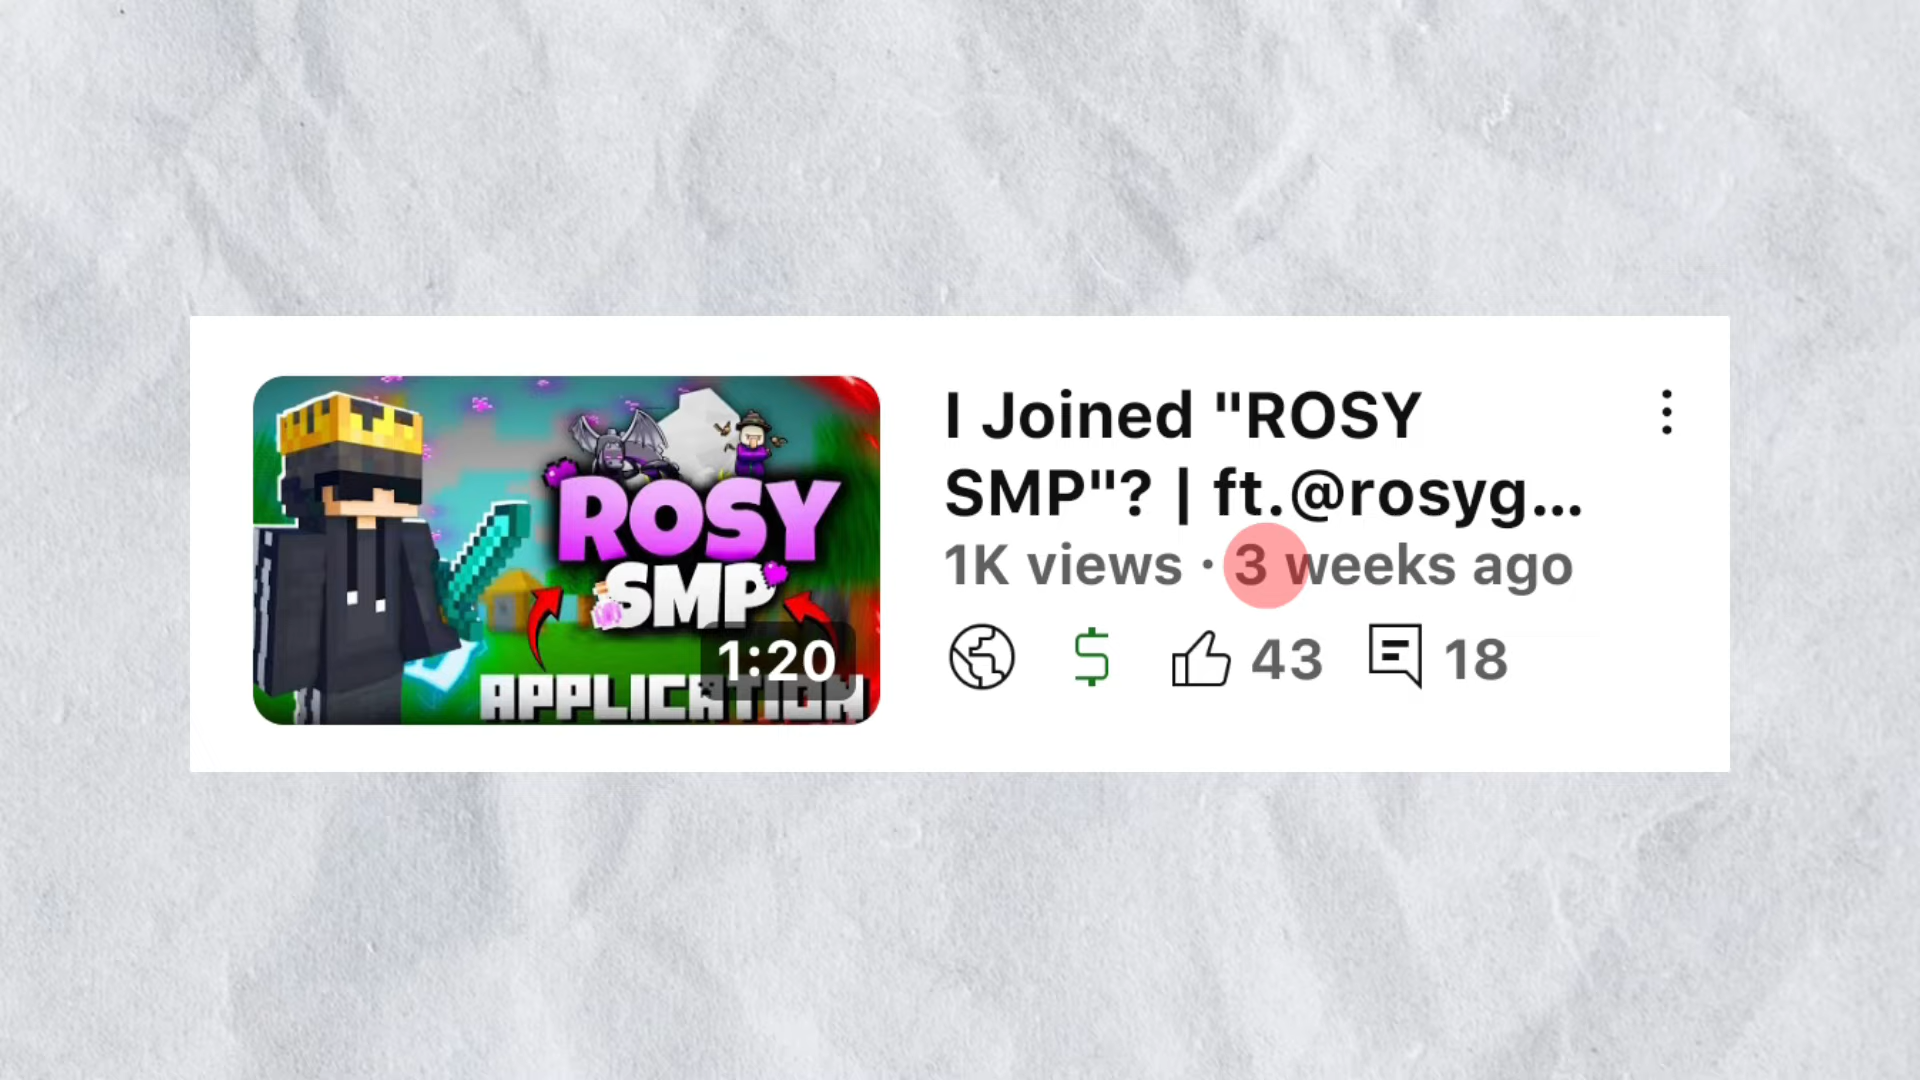 ROSY
SMP
1:20
APPLICATION
I Joined "ROSY
SMP"? | ft.@rosyg...
1K views · 3 weeks ago
43
18